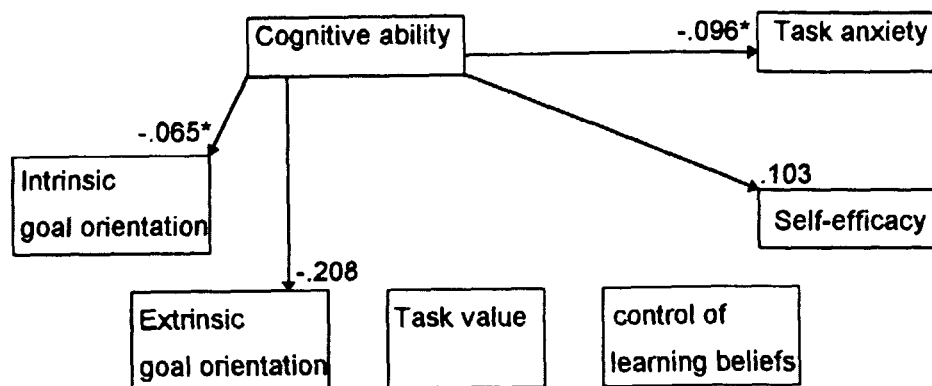 Cognitive ability
-.096*
Task anxiety
-.065*
Intrinsic
goal orientation
.103
Self-efficacy
-.208
Extrinsic
goal orientation
Task value
control of
learning beliefs